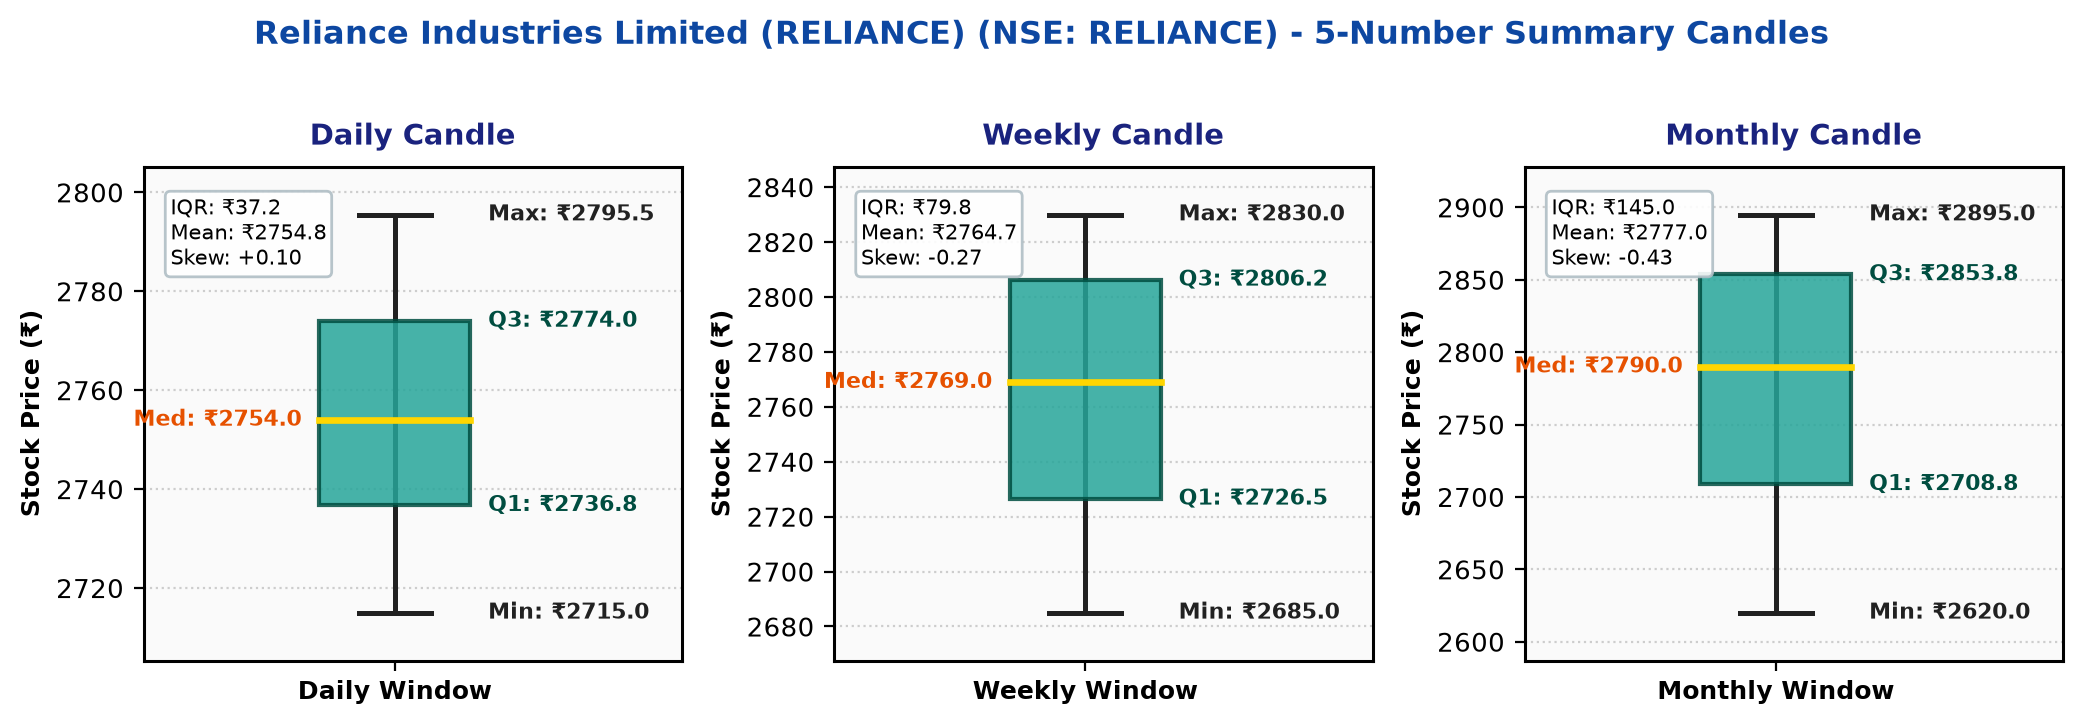 Reliance Industries Limited (RELIANCE) (NSE: RELIANCE) - 5-Number Summary Candles
Daily Candle
Stock Price (₹)
2800
2780
2760
2740
2720
IQR: ₹37.2
Mean: ₹2754.8
Skew: +0.10
Max: ₹2795.5
Q3: ₹2774.0
Med: ₹2754.0
Q1: ₹2736.8
Min: ₹2715.0
Daily Window
Weekly Candle
Stock Price (₹)
2840
2820
2800
2780
2760
2740
2720
2700
2680
IQR: ₹79.8
Mean: ₹2764.7
Skew: -0.27
Max: ₹2830.0
Q3: ₹2806.2
Med: ₹2769.0
Q1: ₹2726.5
Min: ₹2685.0
Weekly Window
Monthly Candle
Stock Price (₹)
2900
2850
2800
2750
2700
2650
2600
IQR: ₹145.0
Mean: ₹2777.0
Skew: -0.43
Max: ₹2895.0
Q3: ₹2853.8
Med: ₹2790.0
Q1: ₹2708.8
Min: ₹2620.0
Monthly Window